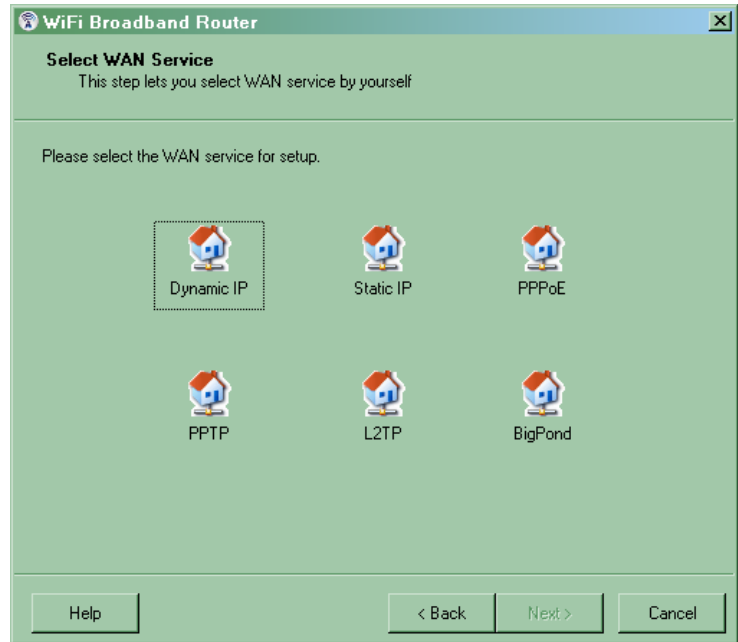 WiFi Broadband Router
Select WAN Service
This step lets you select WAN service by yourself
Please select the WAN service for setup.
Dynamic IP Static IP PPPoE
PPTP L2TP BigPond
Help < Back Next > Cancel